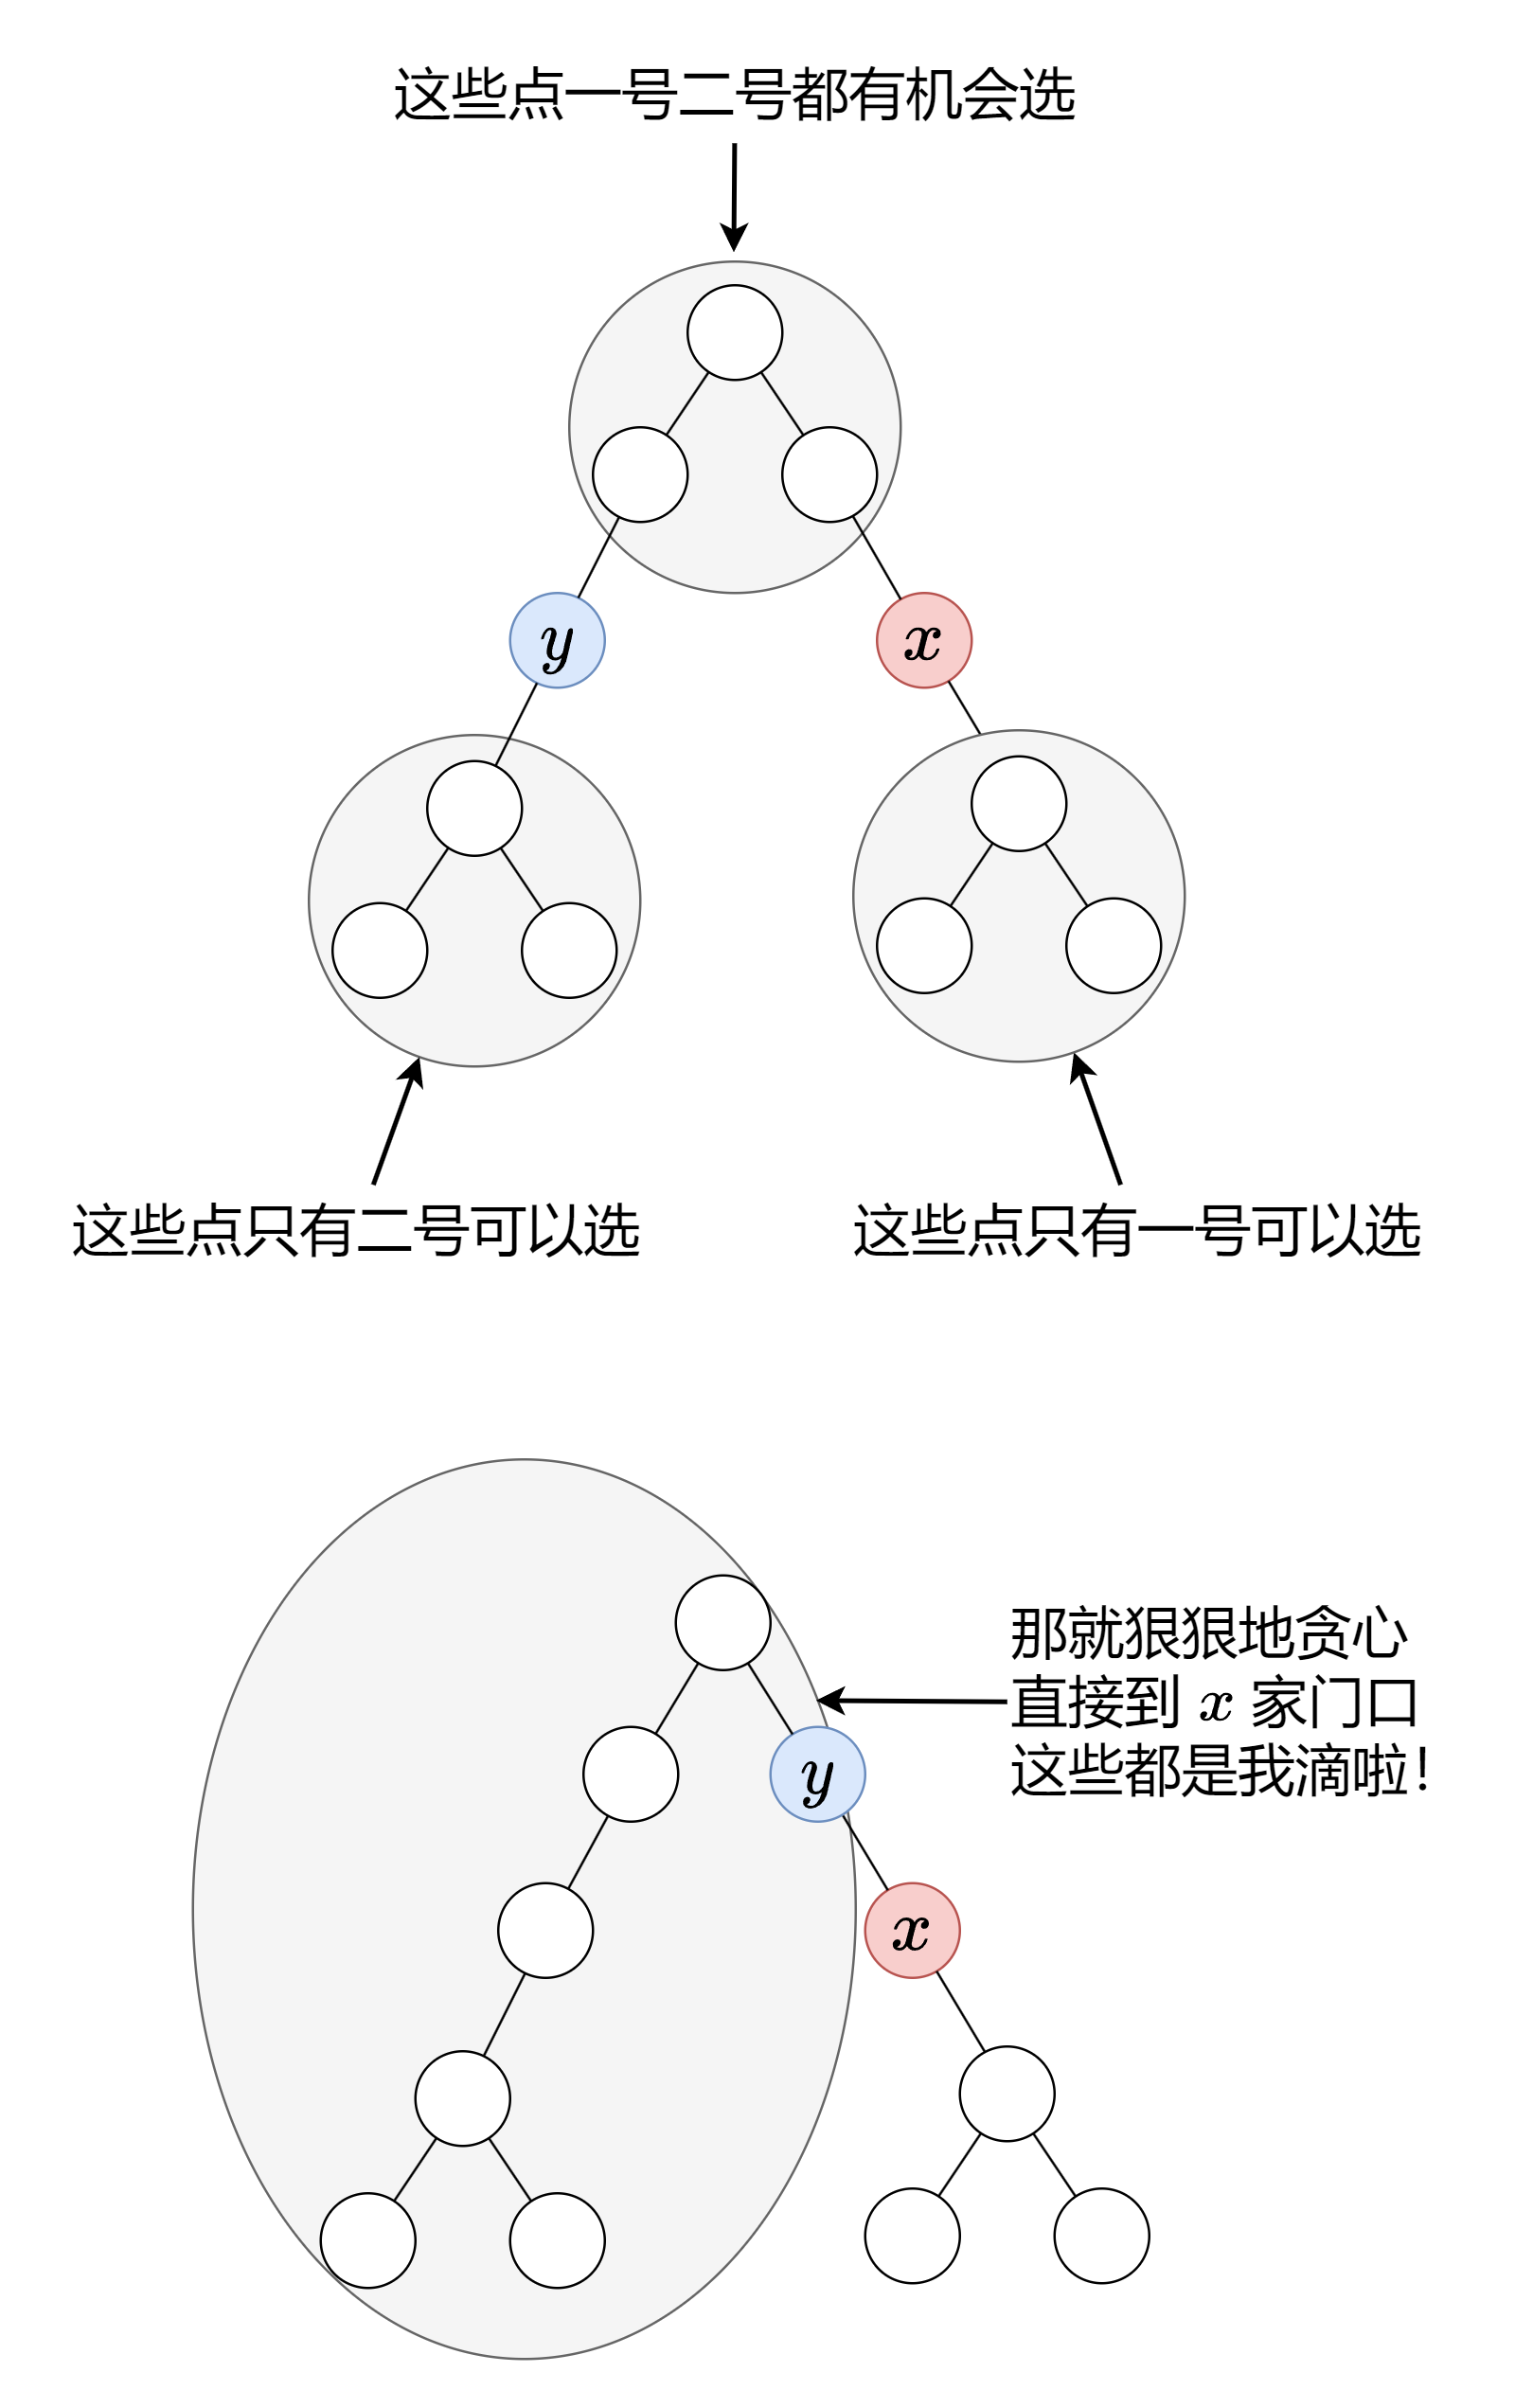 这些点一号二号都有机会选
y
x
这些点只有二号可以选
这些点只有一号可以选
那就狠狠地贪心
直接到 x 家门口
这些都是我滴啦！
y
x